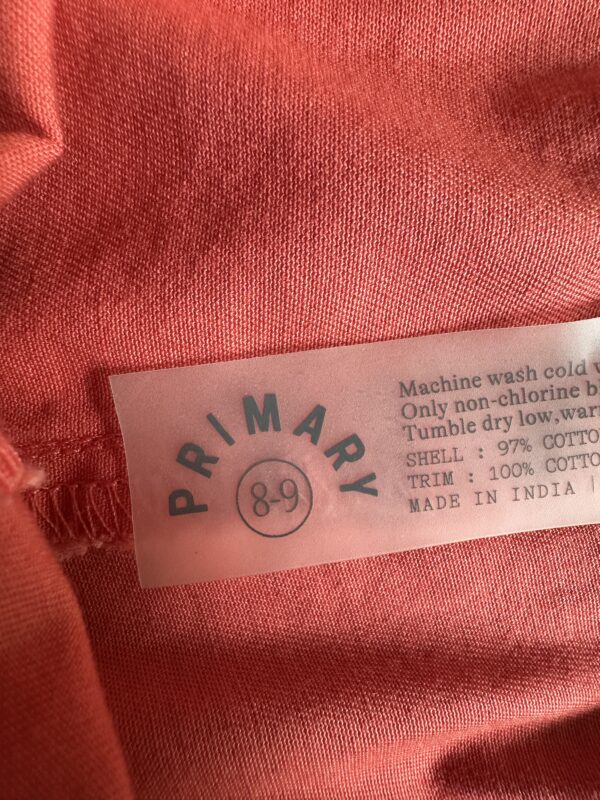 PRIMARY
8-9
Machine wash cold
Only non-chlorine
Tumble dry low, warm
SHELL : 97% COTTO
TRIM : 100% COTTO
MADE IN INDIA |